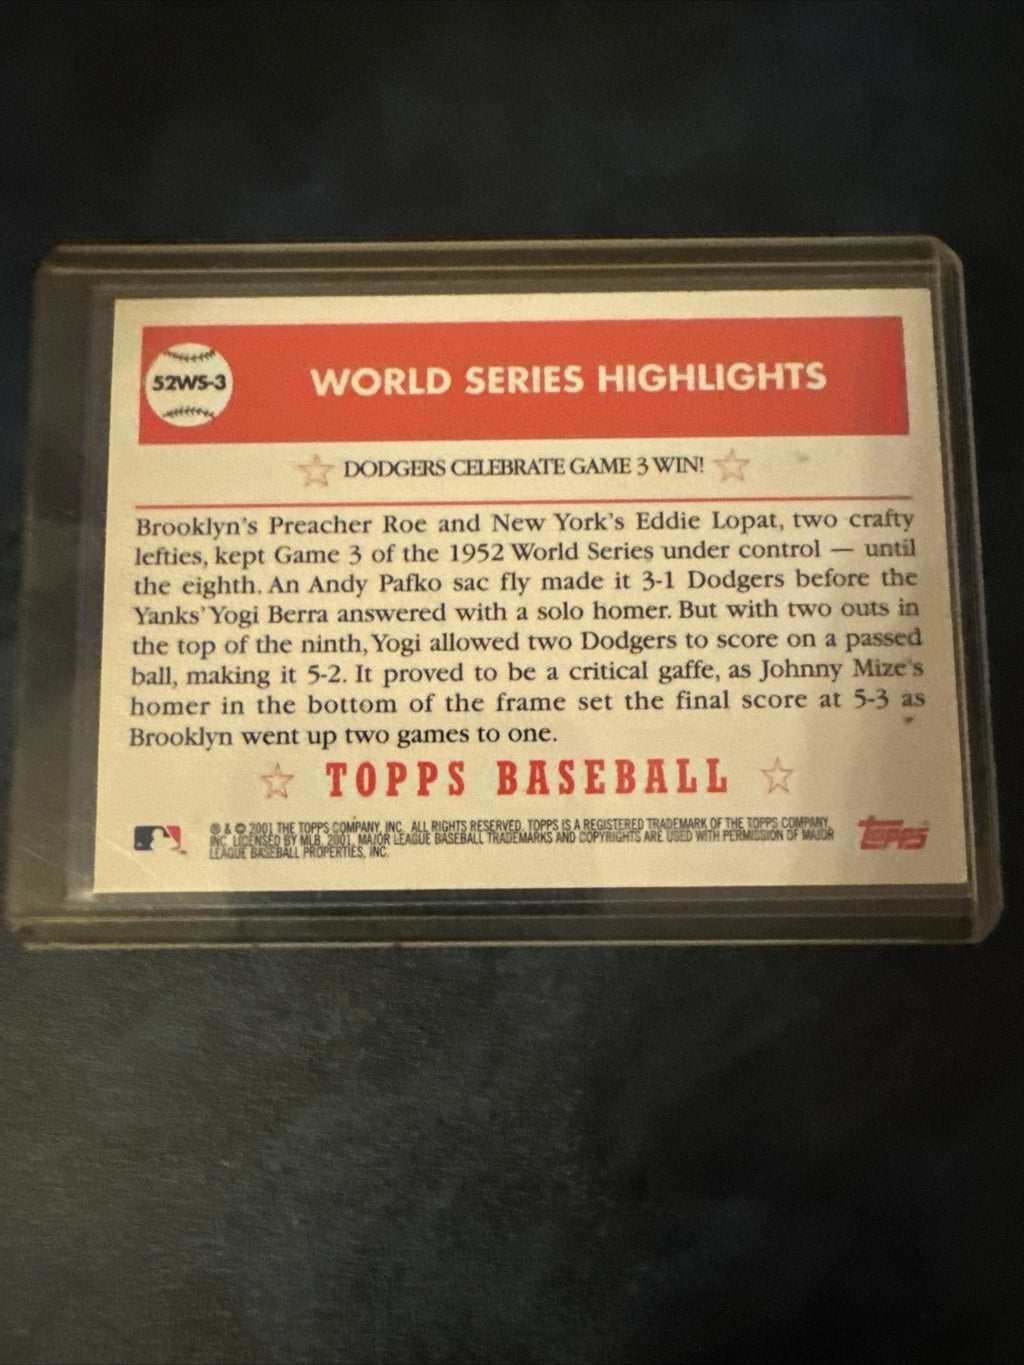 52WS-3
WORLD SERIES HIGHLIGHTS
DODGERS CELEBRATE GAME 3 WIN!
Brooklyn's Preacher Roe and New York's Eddie Lopat, two crafty
lefties, kept Game 3 of the 1952 World Series under control — until
the eighth. An Andy Pafko sac fly made it 3-1 Dodgers before the
Yanks' Yogi Berra answered with a solo homer. But with two outs in
the top of the ninth, Yogi allowed two Dodgers to score on a passed
ball, making it 5-2. It proved to be a critical gaffe, as Johnny Mize's
homer in the bottom of the frame set the final score at 5-3 as
Brooklyn went up two games to one.
TOPPS BASEBALL
® & © 2001 THE TOPPS COMPANY, INC. ALL RIGHTS RESERVED. TOPPS IS A REGISTERED TRADEMARK OF THE TOPPS COMPANY,
INC. LICENSED BY MLB, 2001. MAJOR LEAGUE BASEBALL TRADEMARKS AND COPYRIGHTS ARE USED WITH PERMISSION OF MAJOR
LEAGUE BASEBALL PROPERTIES, INC.
topps